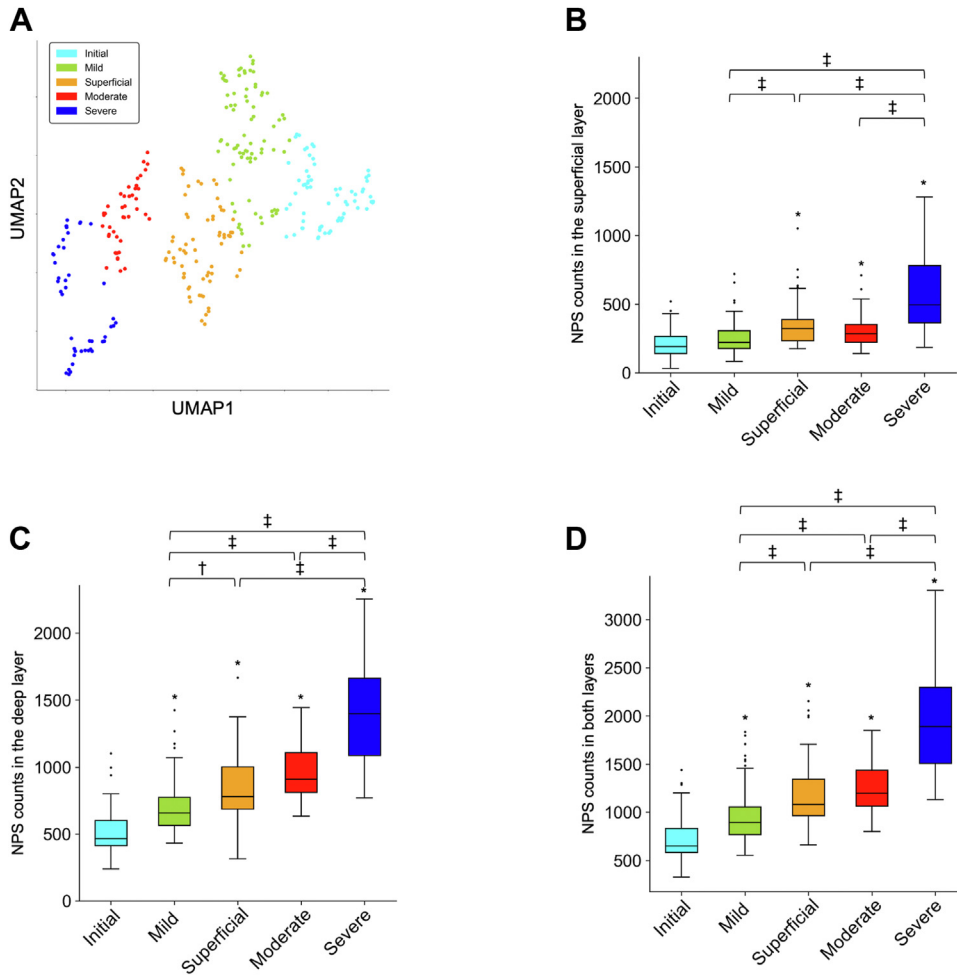 A
Initial
Mild
Superficial
Moderate
Severe
UMAP2
UMAP1
B
‡
‡ ‡
‡
2000
1500
1000
500
0
NPS counts in the superficial layer
* * *
Initial Mild Superficial Moderate Severe
C
‡
‡ ‡
† ‡
2000
1500
1000
500
0
NPS counts in the deep layer
* * * *
Initial Mild Superficial Moderate Severe
D
‡
‡ ‡
‡ ‡
3000
2500
2000
1500
1000
500
NPS counts in both layers
* * * *
Initial Mild Superficial Moderate Severe